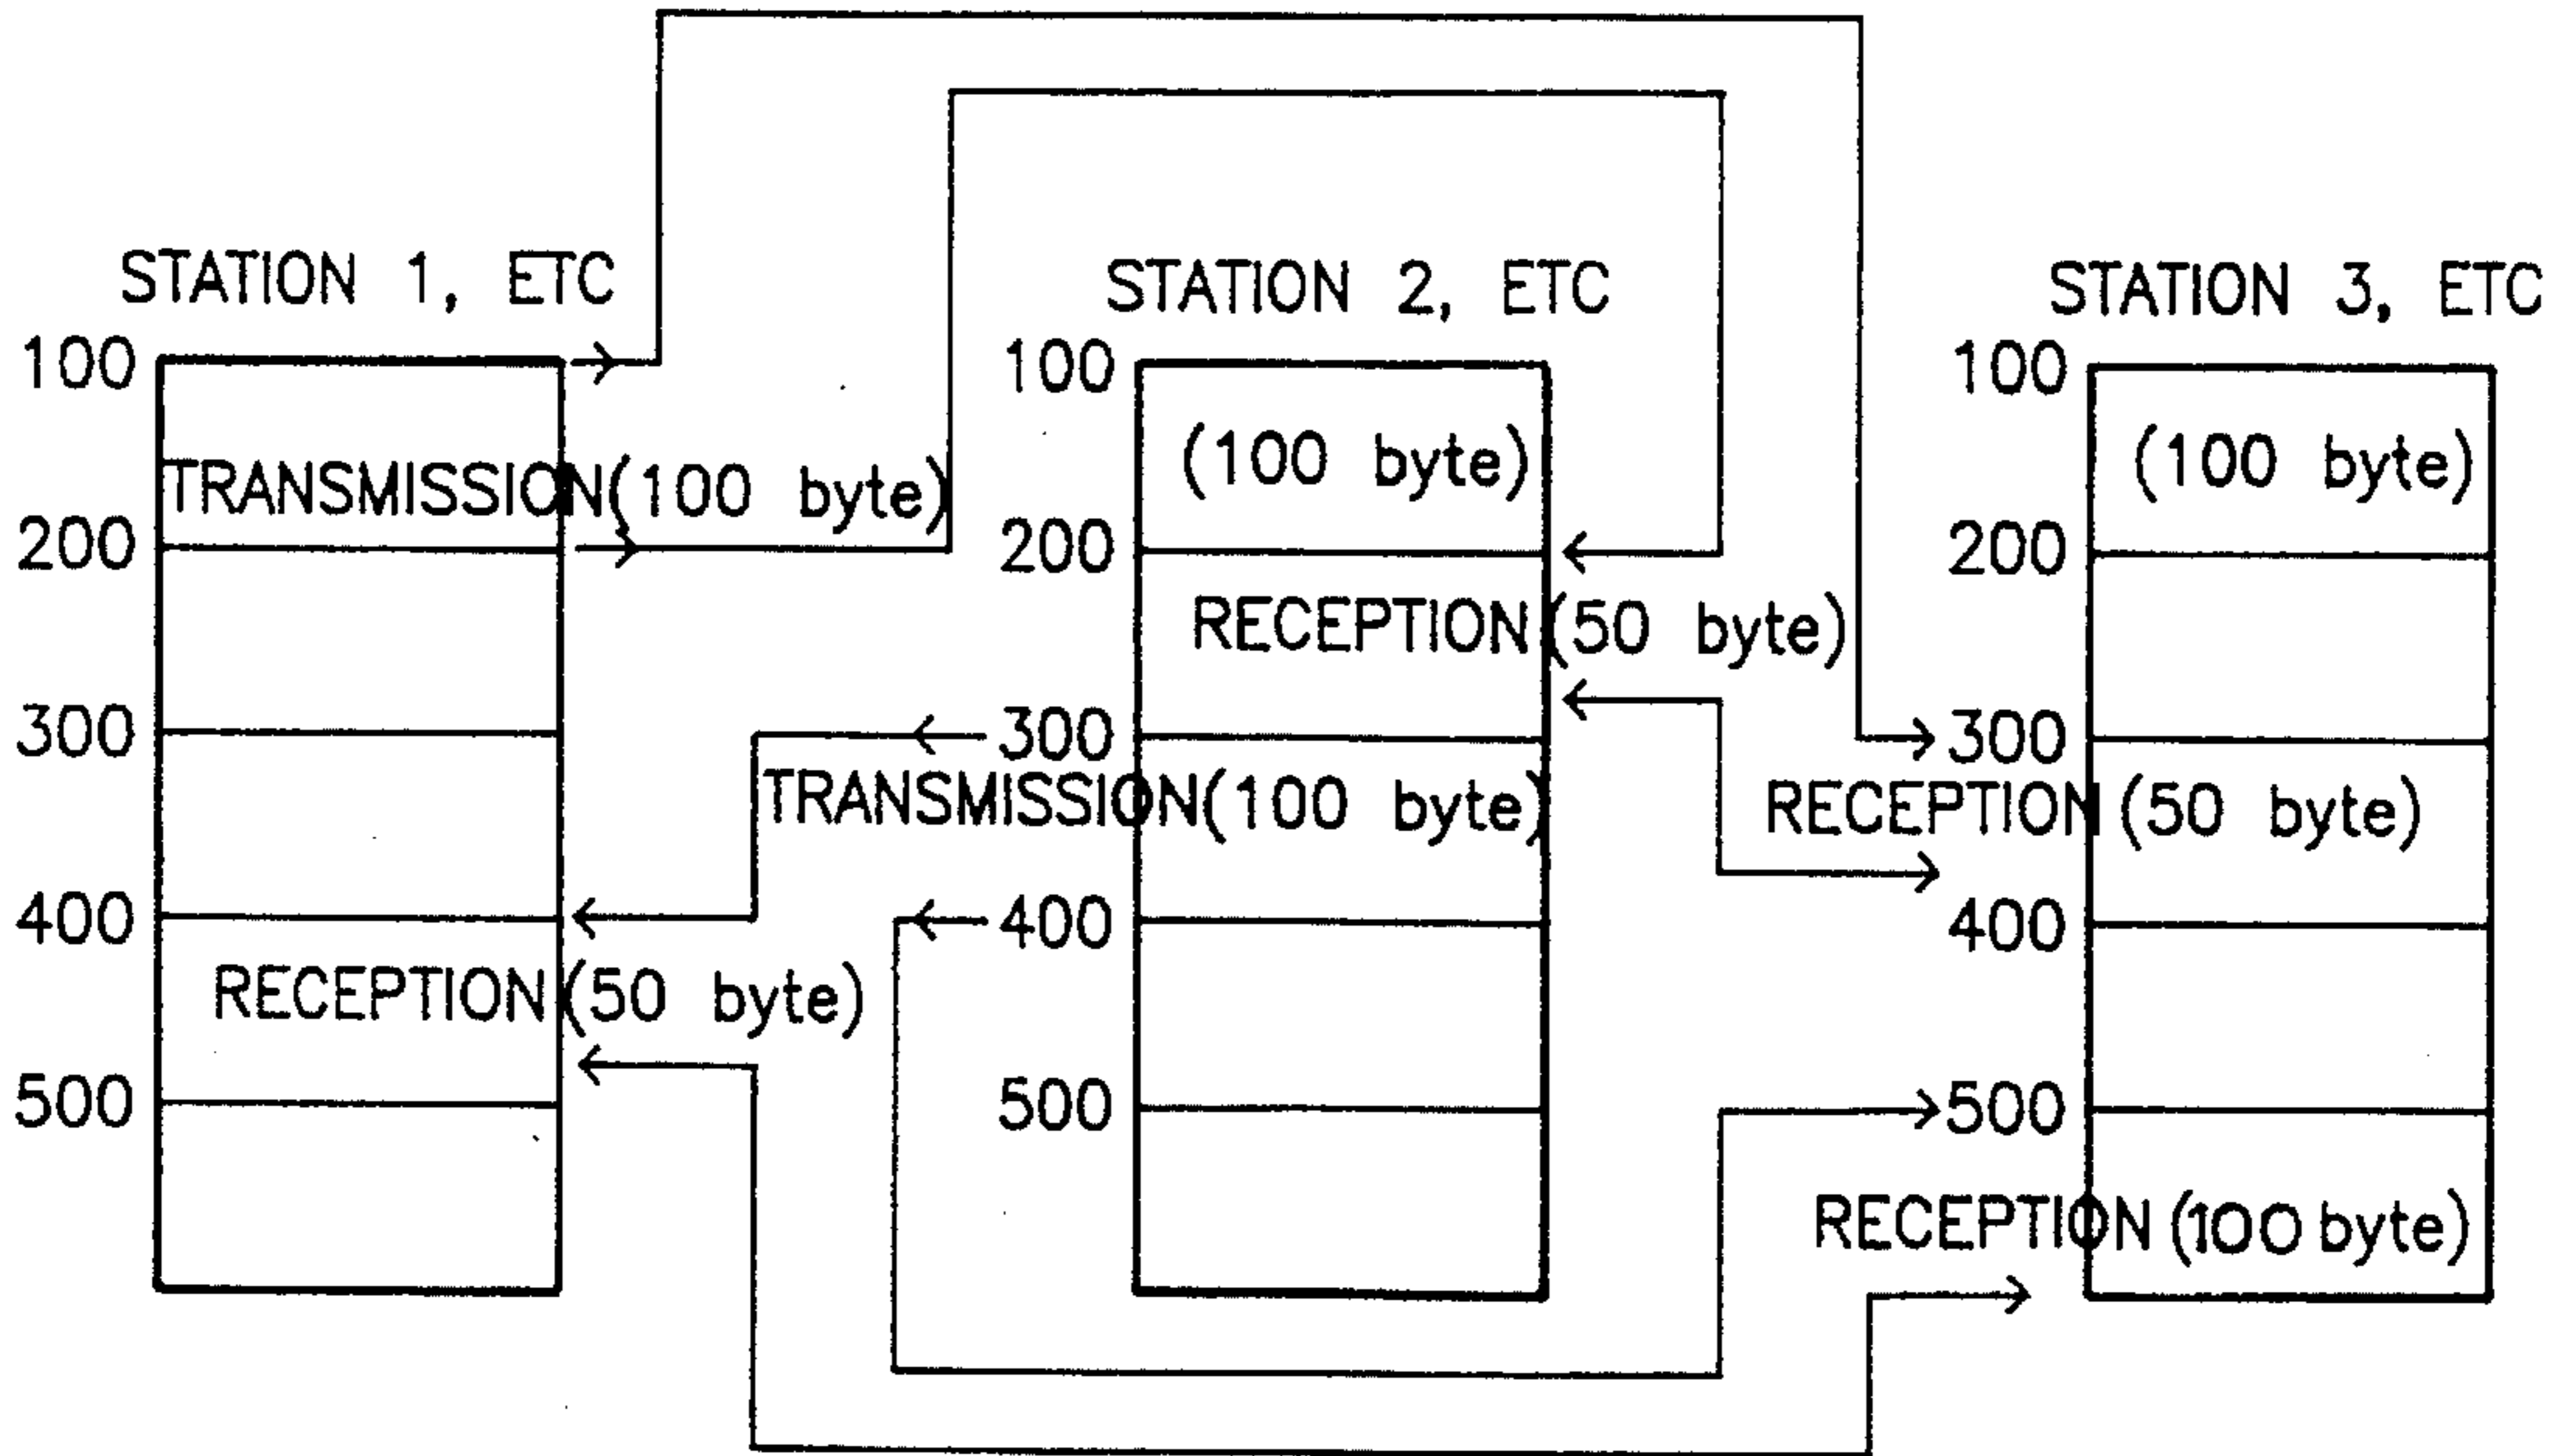 STATION 1, ETC
100
TRANSMISSION(100 byte)
200
300
400
RECEPTION(50 byte)
500
STATION 2, ETC
100
(100 byte)
200
RECEPTION(50 byte)
300
TRANSMISSION(100 byte)
400
500
STATION 3, ETC
100
(100 byte)
200
300
RECEPTION(50 byte)
400
500
RECEPTION(100 byte)